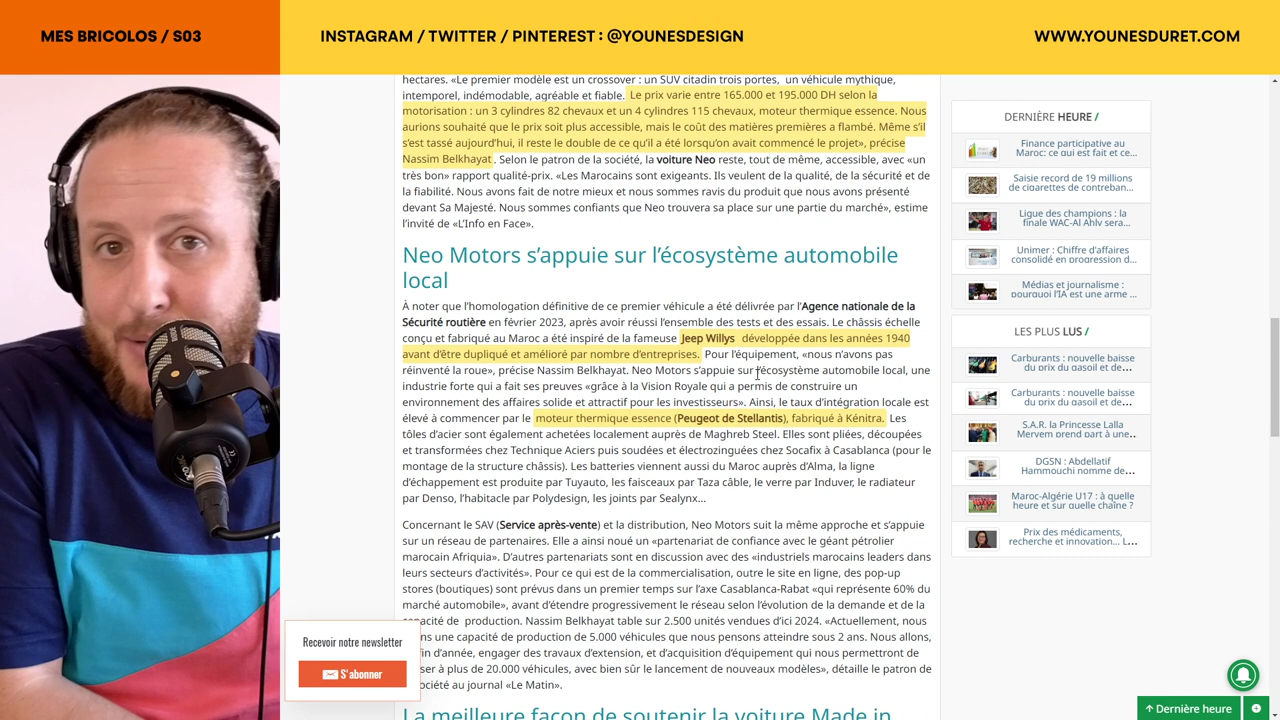 MES BRICOLOS / S03
INSTAGRAM / TWITTER / PINTEREST : @YOUNESDESIGN
WWW.YOUNESDURET.COM
hectares. «Le premier modèle est un crossover : un SUV citadin trois portes, un véhicule mythique,
intemporel, indémodable, agréable et fiable. Le prix varie entre 165.000 et 195.000 DH selon la
motorisation : un 3 cylindres 82 chevaux et un 4 cylindres 115 chevaux, moteur thermique essence. Nous
aurions souhaité que le prix soit plus accessible, mais le coût des matières premières a flambé. Même s'il
s'est tassé aujourd'hui, il reste le double de ce qu'il a été lorsqu'on avait commencé le projet», précise
Nassim Belkhayat. Selon le patron de la société, la voiture Neo reste, tout de même, accessible, avec «un
très bon» rapport qualité-prix. «Les Marocains sont exigeants. Ils veulent de la qualité, de la sécurité et de
la fiabilité. Nous avons fait de notre mieux et nous sommes ravis du produit que nous avons présenté
devant Sa Majesté. Nous sommes confiants que Neo trouvera sa place sur une partie du marché», estime
l'invité de «L'Info en Face».
Neo Motors s'appuie sur l'écosystème automobile
local
À noter que l'homologation définitive de ce premier véhicule a été délivrée par l'Agence nationale de la
Sécurité routière en février 2023, après avoir réussi l'ensemble des tests et des essais. Le châssis échelle
conçu et fabriqué au Maroc a été inspiré de la fameuse Jeep Willys développée dans les années 1940
avant d'être dupliqué et amélioré par nombre d'entreprises. Pour l'équipement, «nous n'avons pas
réinventé la roue», précise Nassim Belkhayat. Neo Motors s'appuie sur l'écosystème automobile local, une
industrie forte qui a fait ses preuves «grâce à la Vision Royale qui a permis de construire un
environnement des affaires solide et attractif pour les investisseurs». Ainsi, le taux d'intégration locale est
élevé à commencer par le moteur thermique essence (Peugeot de Stellantis), fabriqué à Kénitra. Les
tôles d'acier sont également achetées localement auprès de Maghreb Steel. Elles sont pliées, découpées
et transformées chez Technique Aciers puis soudées et électrozinguées chez Socafix à Casablanca (pour le
montage de la structure châssis). Les batteries viennent aussi du Maroc auprès d'Alma, la ligne
d'échappement est produite par Tuyauto, les faisceaux par Taza câble, le verre par Induver, le radiateur
par Denso, l'habitacle par Polydesign, les joints par Sealynx...
Concernant le SAV (Service après-vente) et la distribution, Neo Motors suit la même approche et s'appuie
sur un réseau de partenaires. Elle a ainsi noué un «partenariat de confiance avec le géant pétrolier
marocain Afriquia». D'autres partenariats sont en discussion avec des «industriels marocains leaders dans
leurs secteurs d'activités». Pour ce qui est de la commercialisation, outre le site en ligne, des pop-up
stores (boutiques) sont prévus dans un premier temps sur l'axe Casablanca-Rabat «qui représente 60% du
marché automobile», avant d'étendre progressivement le réseau selon l'évolution de la demande et de la
capacité de production. Nassim Belkhayat table sur 2.500 unités vendues d'ici 2024. «Actuellement, nous
une capacité de production de 5.000 véhicules que nous pensons atteindre sous 2 ans. Nous allons,
d'année, engager des travaux d'extension, et d'acquisition d'équipement qui nous permettront de
à plus de 20.000 véhicules, avec bien sûr le lancement de nouveaux modèles», détaille le patron de
société au journal «Le Matin».
La meilleure façon de soutenir la voiture Made in
DERNIÈRE HEURE /
Finance participative au
Maroc: ce qui est fait et ce...
Saisie record de 19 millions
de cigarettes de contreban...
Ligue des champions : la
finale WAC-Al Ahly sera...
Unimer : Chiffre d'affaires
consolidé en progression d...
Médias et journalisme :
pourquoi l'IA est une arme ...
LES PLUS LUS /
Carburants : nouvelle baisse
du prix du gasoil et de...
Carburants : nouvelle baisse
du prix du gasoil et de...
S.A.R. la Princesse Lalla
Meryem prend part à une...
DGSN : Abdellatif
Hammouchi nomme de...
Maroc-Algérie U17 : à quelle
heure et sur quelle chaîne ?
Prix des médicaments,
recherche et innovation... L...
Recevoir notre newsletter
S'abonner
Dernière heure